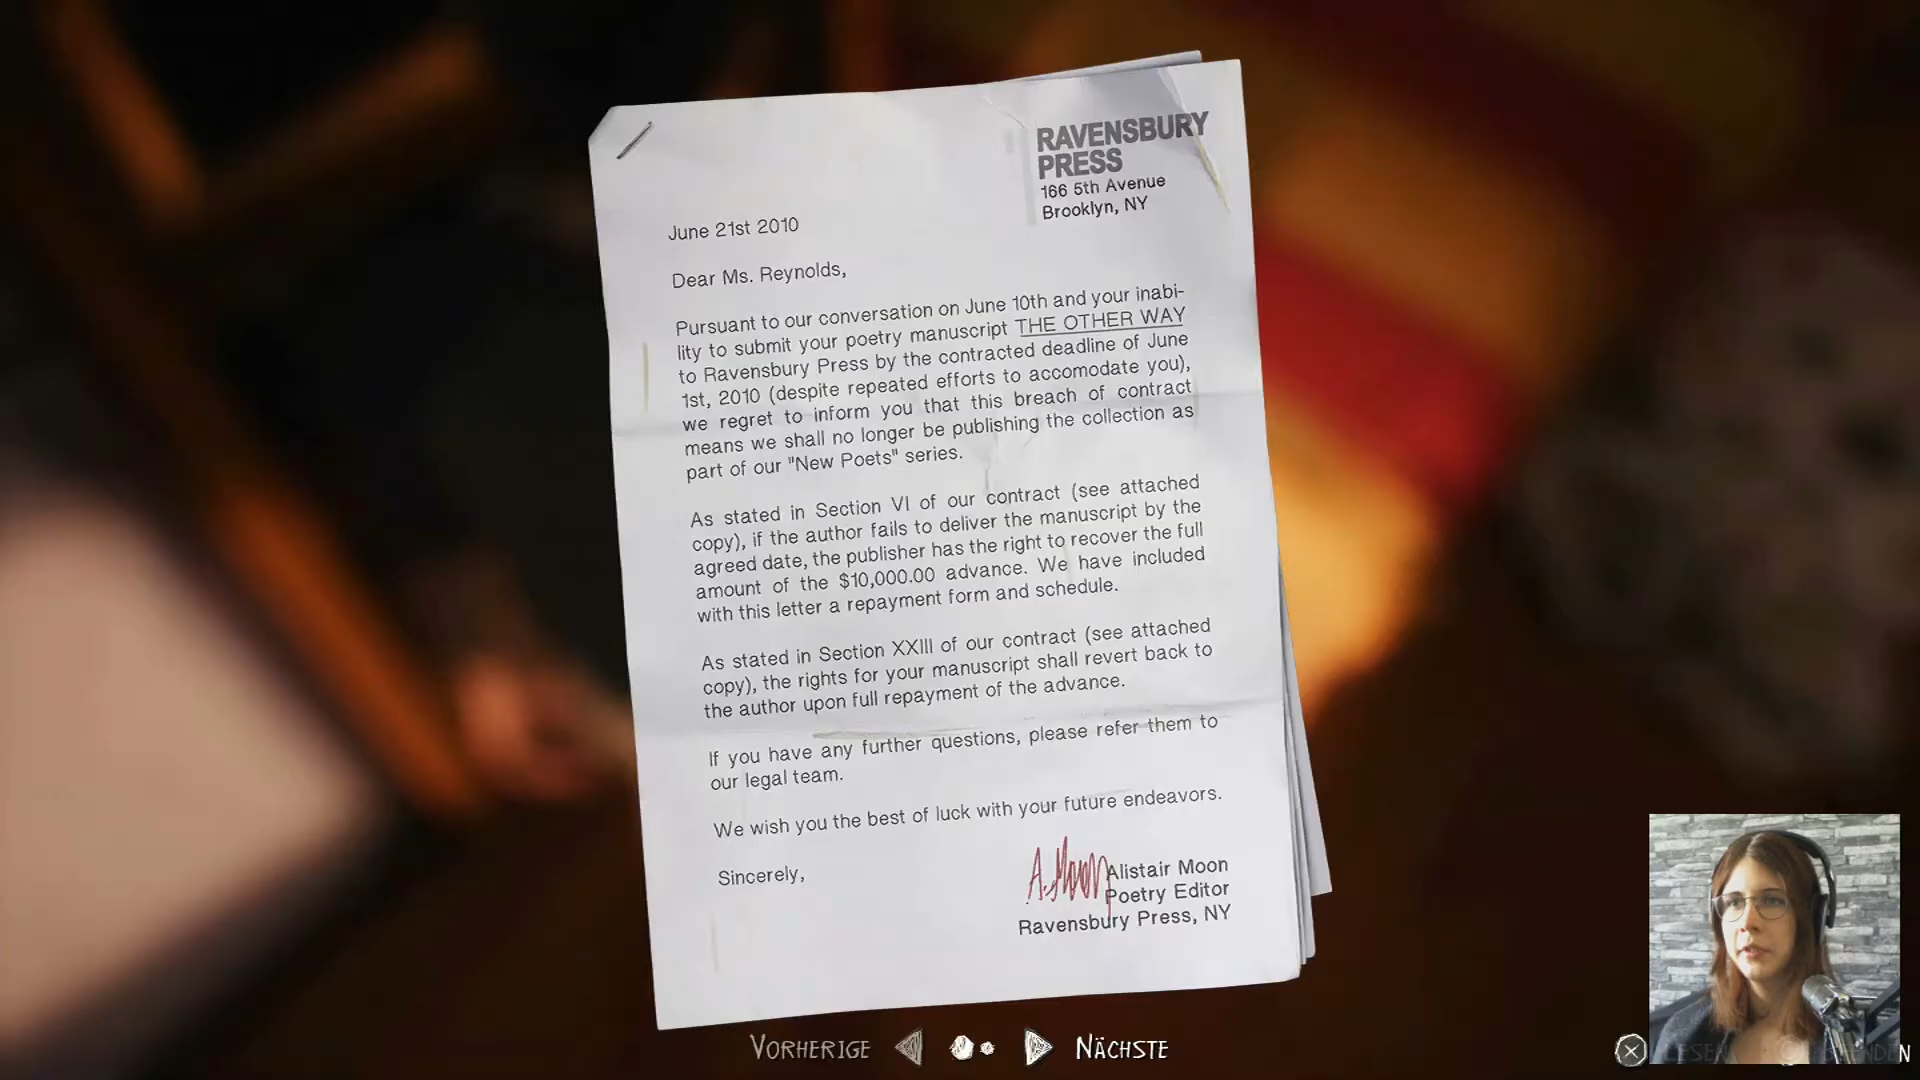 RAVENSBURY
PRESS
166 5th Avenue
Brooklyn, NY
June 21st 2010
Dear Ms. Reynolds,
Pursuant to our conversation on June 10th and your inabi-
lity to submit your poetry manuscript THE OTHER WAY
to Ravensbury Press by the contracted deadline of June
1st, 2010 (despite repeated efforts to accomodate you),
we regret to inform you that this breach of contract
means we shall no longer be publishing the collection as
part of our "New Poets" series.
As stated in Section VI of our contract (see attached
copy), if the author fails to deliver the manuscript by the
agreed date, the publisher has the right to recover the full
amount of the $10,000.00 advance. We have included
with this letter a repayment form and schedule.
As stated in Section XXIII of our contract (see attached
copy), the rights for your manuscript shall revert back to
the author upon full repayment of the advance.
If you have any further questions, please refer them to
our legal team.
We wish you the best of luck with your future endeavors.
Sincerely,
A. Moon
Alistair Moon
Poetry Editor
Ravensbury Press, NY
VORHERIGE
NÄCHSTE